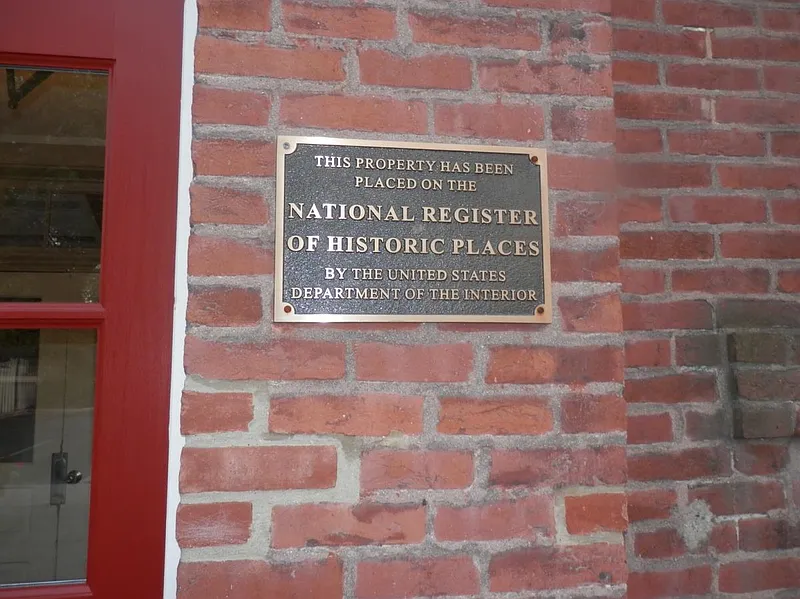 THIS PROPERTY HAS BEEN
PLACED ON THE
NATIONAL REGISTER
OF HISTORIC PLACES
BY THE UNITED STATES
DEPARTMENT OF THE INTERIOR